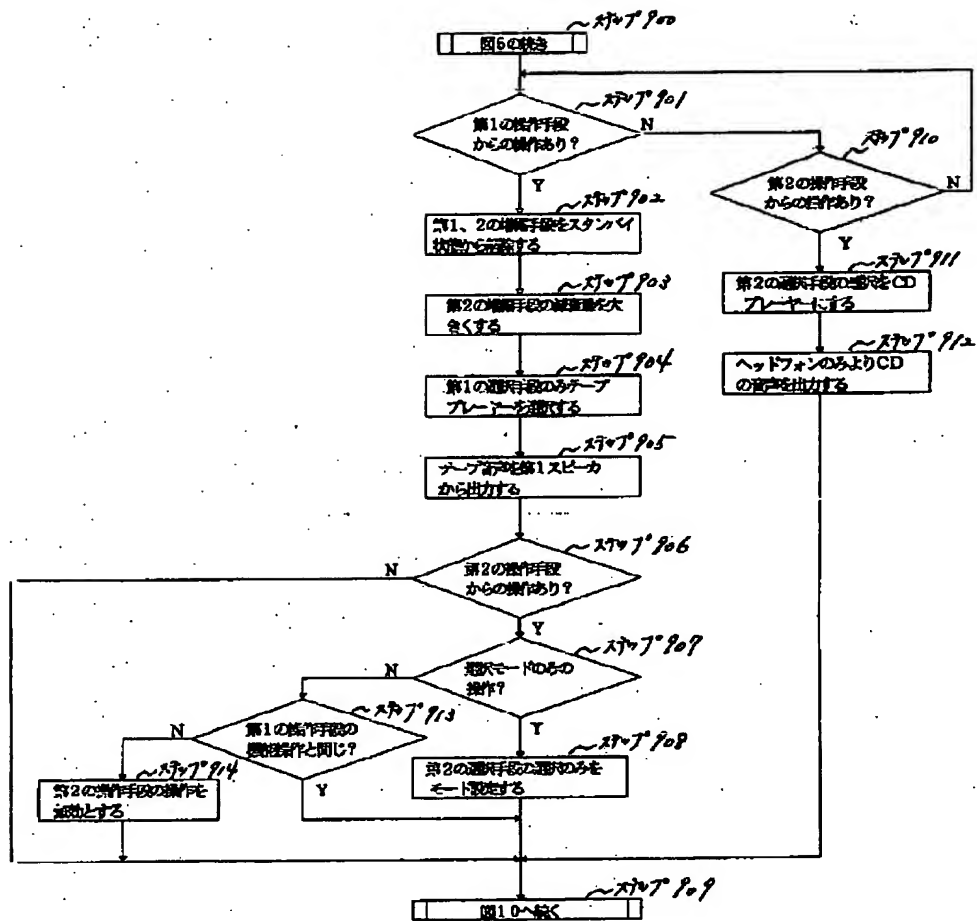 ステップ900
図6の続き
ステップ901
第1の操作手段
からの操作あり?
N
Y
ステップ910
第2の操作手段
からの操作あり?
N
Y
ステップ902
第1、2の増幅手段をスタンバイ
状態から解除する
ステップ911
第2の選択手段の選択をCD
プレーヤーにする
ステップ903
第2の増幅手段の減衰量を大
きくする
ステップ912
ヘッドフォンのみよりCD
の音声を出力する
ステップ904
第1の選択手段のみテープ
プレーヤーを選択する
ステップ905
テープ音声を第1スピーカ
から出力する
ステップ906
第2の操作手段
からの操作あり?
N
Y
ステップ907
選択モードのみの
操作?
N
Y
ステップ913
第1の操作手段の
操作と同じ?
N
Y
ステップ908
第2の選択手段の選択のみを
モード設定する
ステップ914
第2の操作手段の操作を
無効とする
ステップ909
図10へ続く